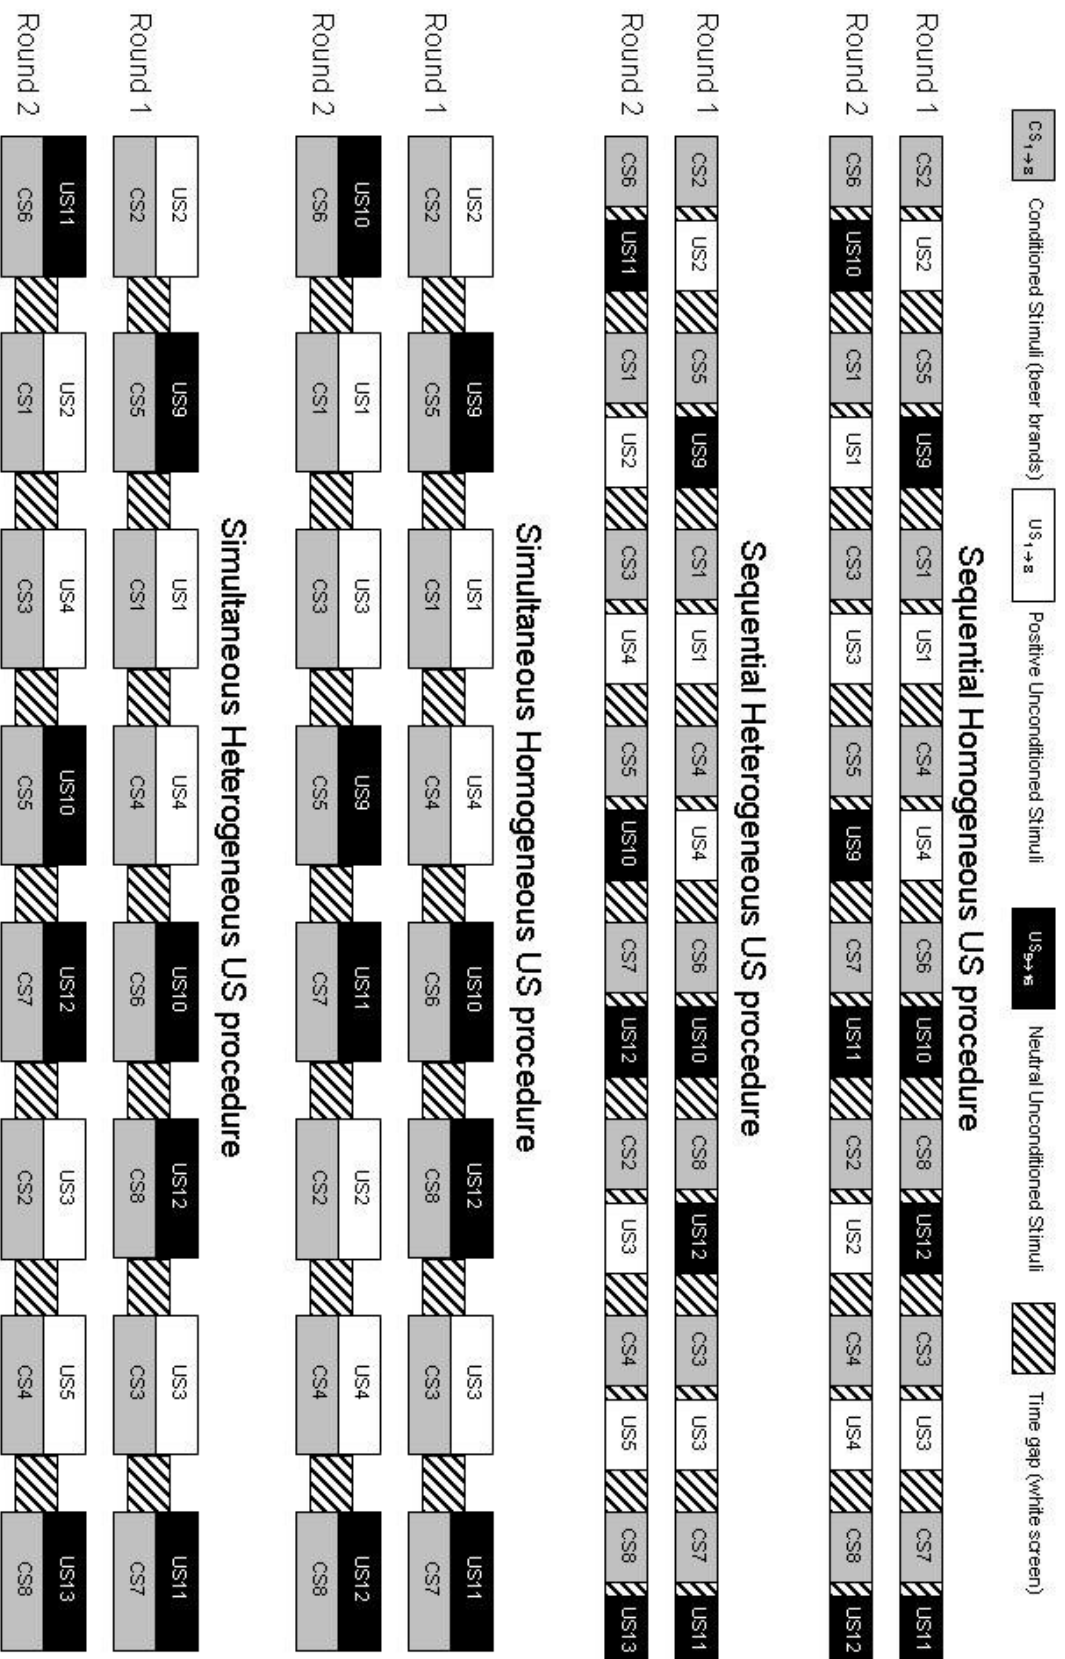 CS1→8 Conditioned Stimuli (beer brands) US1→8 Positive Unconditioned Stimuli US9→16 Neutral Unconditioned Stimuli Time gap (white screen)
Sequential Homogeneous US procedure
Round 1 CS2 US2 CS5 US9 CS1 US1 CS4 US4 CS6 US10 CS8 US12 CS3 US3 CS7 US11
Round 2 CS6 US10 CS1 US1 CS3 US3 CS5 US9 CS7 US11 CS2 US2 CS4 US4 CS8 US12
Sequential Heterogeneous US procedure
Round 1 CS2 US2 CS5 US9 CS1 US1 CS4 US4 CS6 US10 CS8 US12 CS3 US3 CS7 US11
Round 2 CS6 US11 CS1 US2 CS3 US4 CS5 US10 CS7 US12 CS2 US3 CS4 US5 CS8 US13
Simultaneous Homogeneous US procedure
US2 US9 US1 US4 US10 US12 US3 US11
Round 1
CS2 CS5 CS1 CS4 CS6 CS8 CS3 CS7
US10 US1 US3 US9 US11 US2 US4 US12
Round 2
CS6 CS1 CS3 CS5 CS7 CS2 CS4 CS8
Simultaneous Heterogeneous US procedure
US2 US9 US1 US4 US10 US12 US3 US11
Round 1
CS2 CS5 CS1 CS4 CS6 CS8 CS3 CS7
US11 US2 US4 US10 US12 US3 US5 US13
Round 2
CS6 CS1 CS3 CS5 CS7 CS2 CS4 CS8